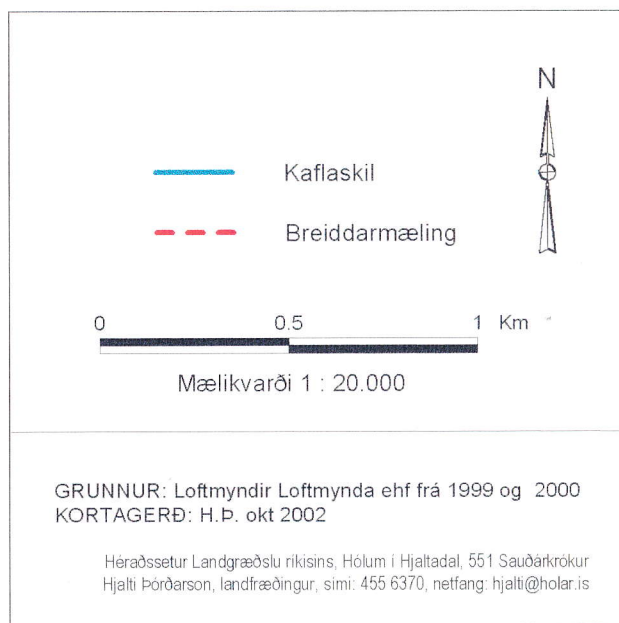 N
Kaflaskil
Breiddarmæling
0 0.5 1 Km
Mælikvarði 1 : 20.000
GRUNNUR: Loftmyndir Loftmynda ehf frá 1999 og 2000
KORTAGERÐ: H.Þ. okt 2002
Héraðssetur Landgræðslu ríkisins, Hólum í Hjaltadal, 551 Sauðárkrókur
Hjalti Þórðarson, landfræðingur, sími: 455 6370, netfang: hjalti@holar.is